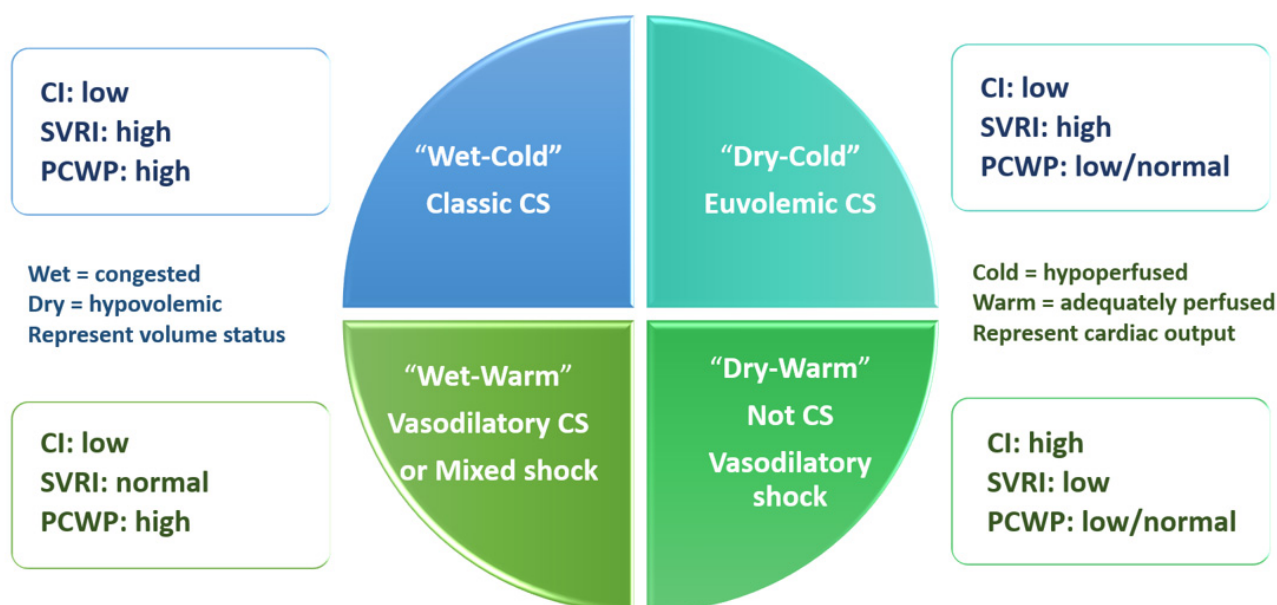 CI: low
SVRI: high
PCWP: high
“Wet-Cold”
Classic CS
“Dry-Cold”
Euvolemic CS
CI: low
SVRI: high
PCWP: low/normal
Wet = congested
Dry = hypovolemic
Represent volume status
Cold = hypoperfused
Warm = adequately perfused
Represent cardiac output
CI: low
SVRI: normal
PCWP: high
“Wet-Warm”
Vasodilatory CS
or Mixed shock
“Dry-Warm”
Not CS
Vasodilatory
shock
CI: high
SVRI: low
PCWP: low/normal